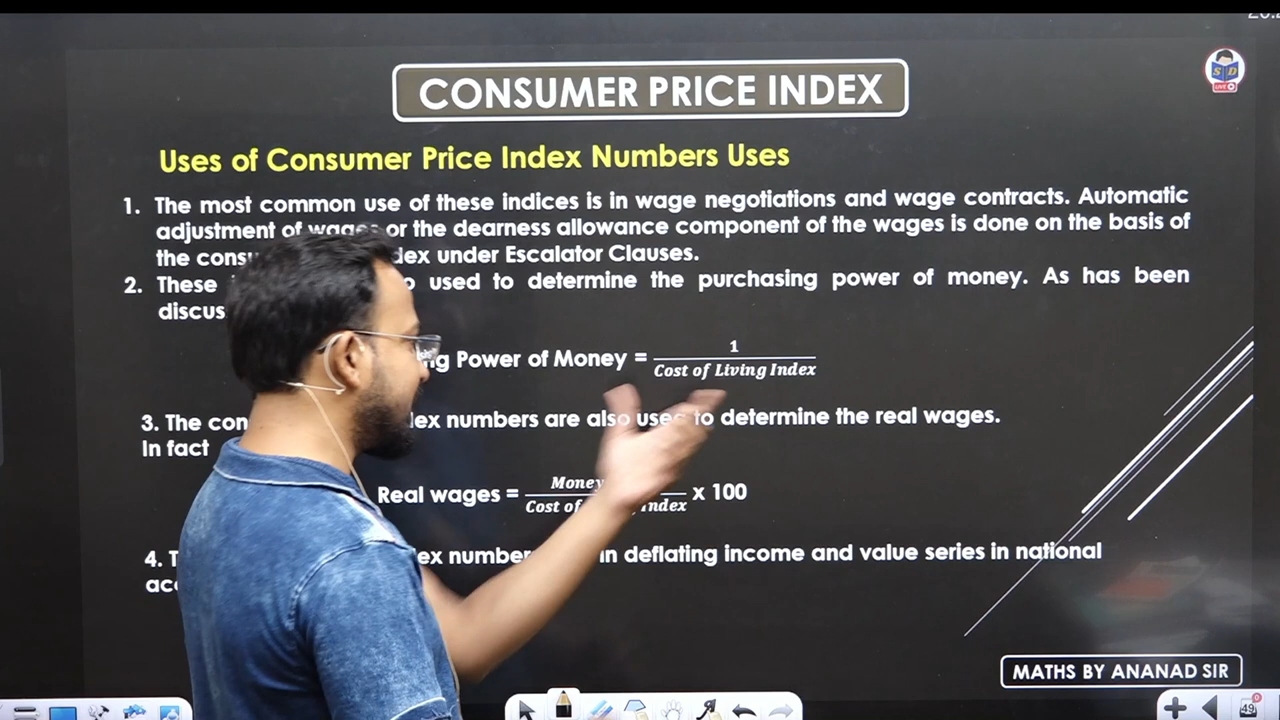 CONSUMER PRICE INDEX
Uses of Consumer Price Index Numbers Uses
1. The most common use of these indices is in wage negotiations and wage contracts. Automatic
adjustment of wages or the dearness allowance component of the wages is done on the basis of
the dex under Escalator Clauses.
2. These used to determine the purchasing power of money. As has been
Power of Money = 1 / Cost of Living Index
3. The numbers are also used to determine the real wages.
In fact
Real wages = Money / Cost of Index x 100
4. in deflating income and value series in national
MATHS BY ANANAD SIR
SD
LIVE
49